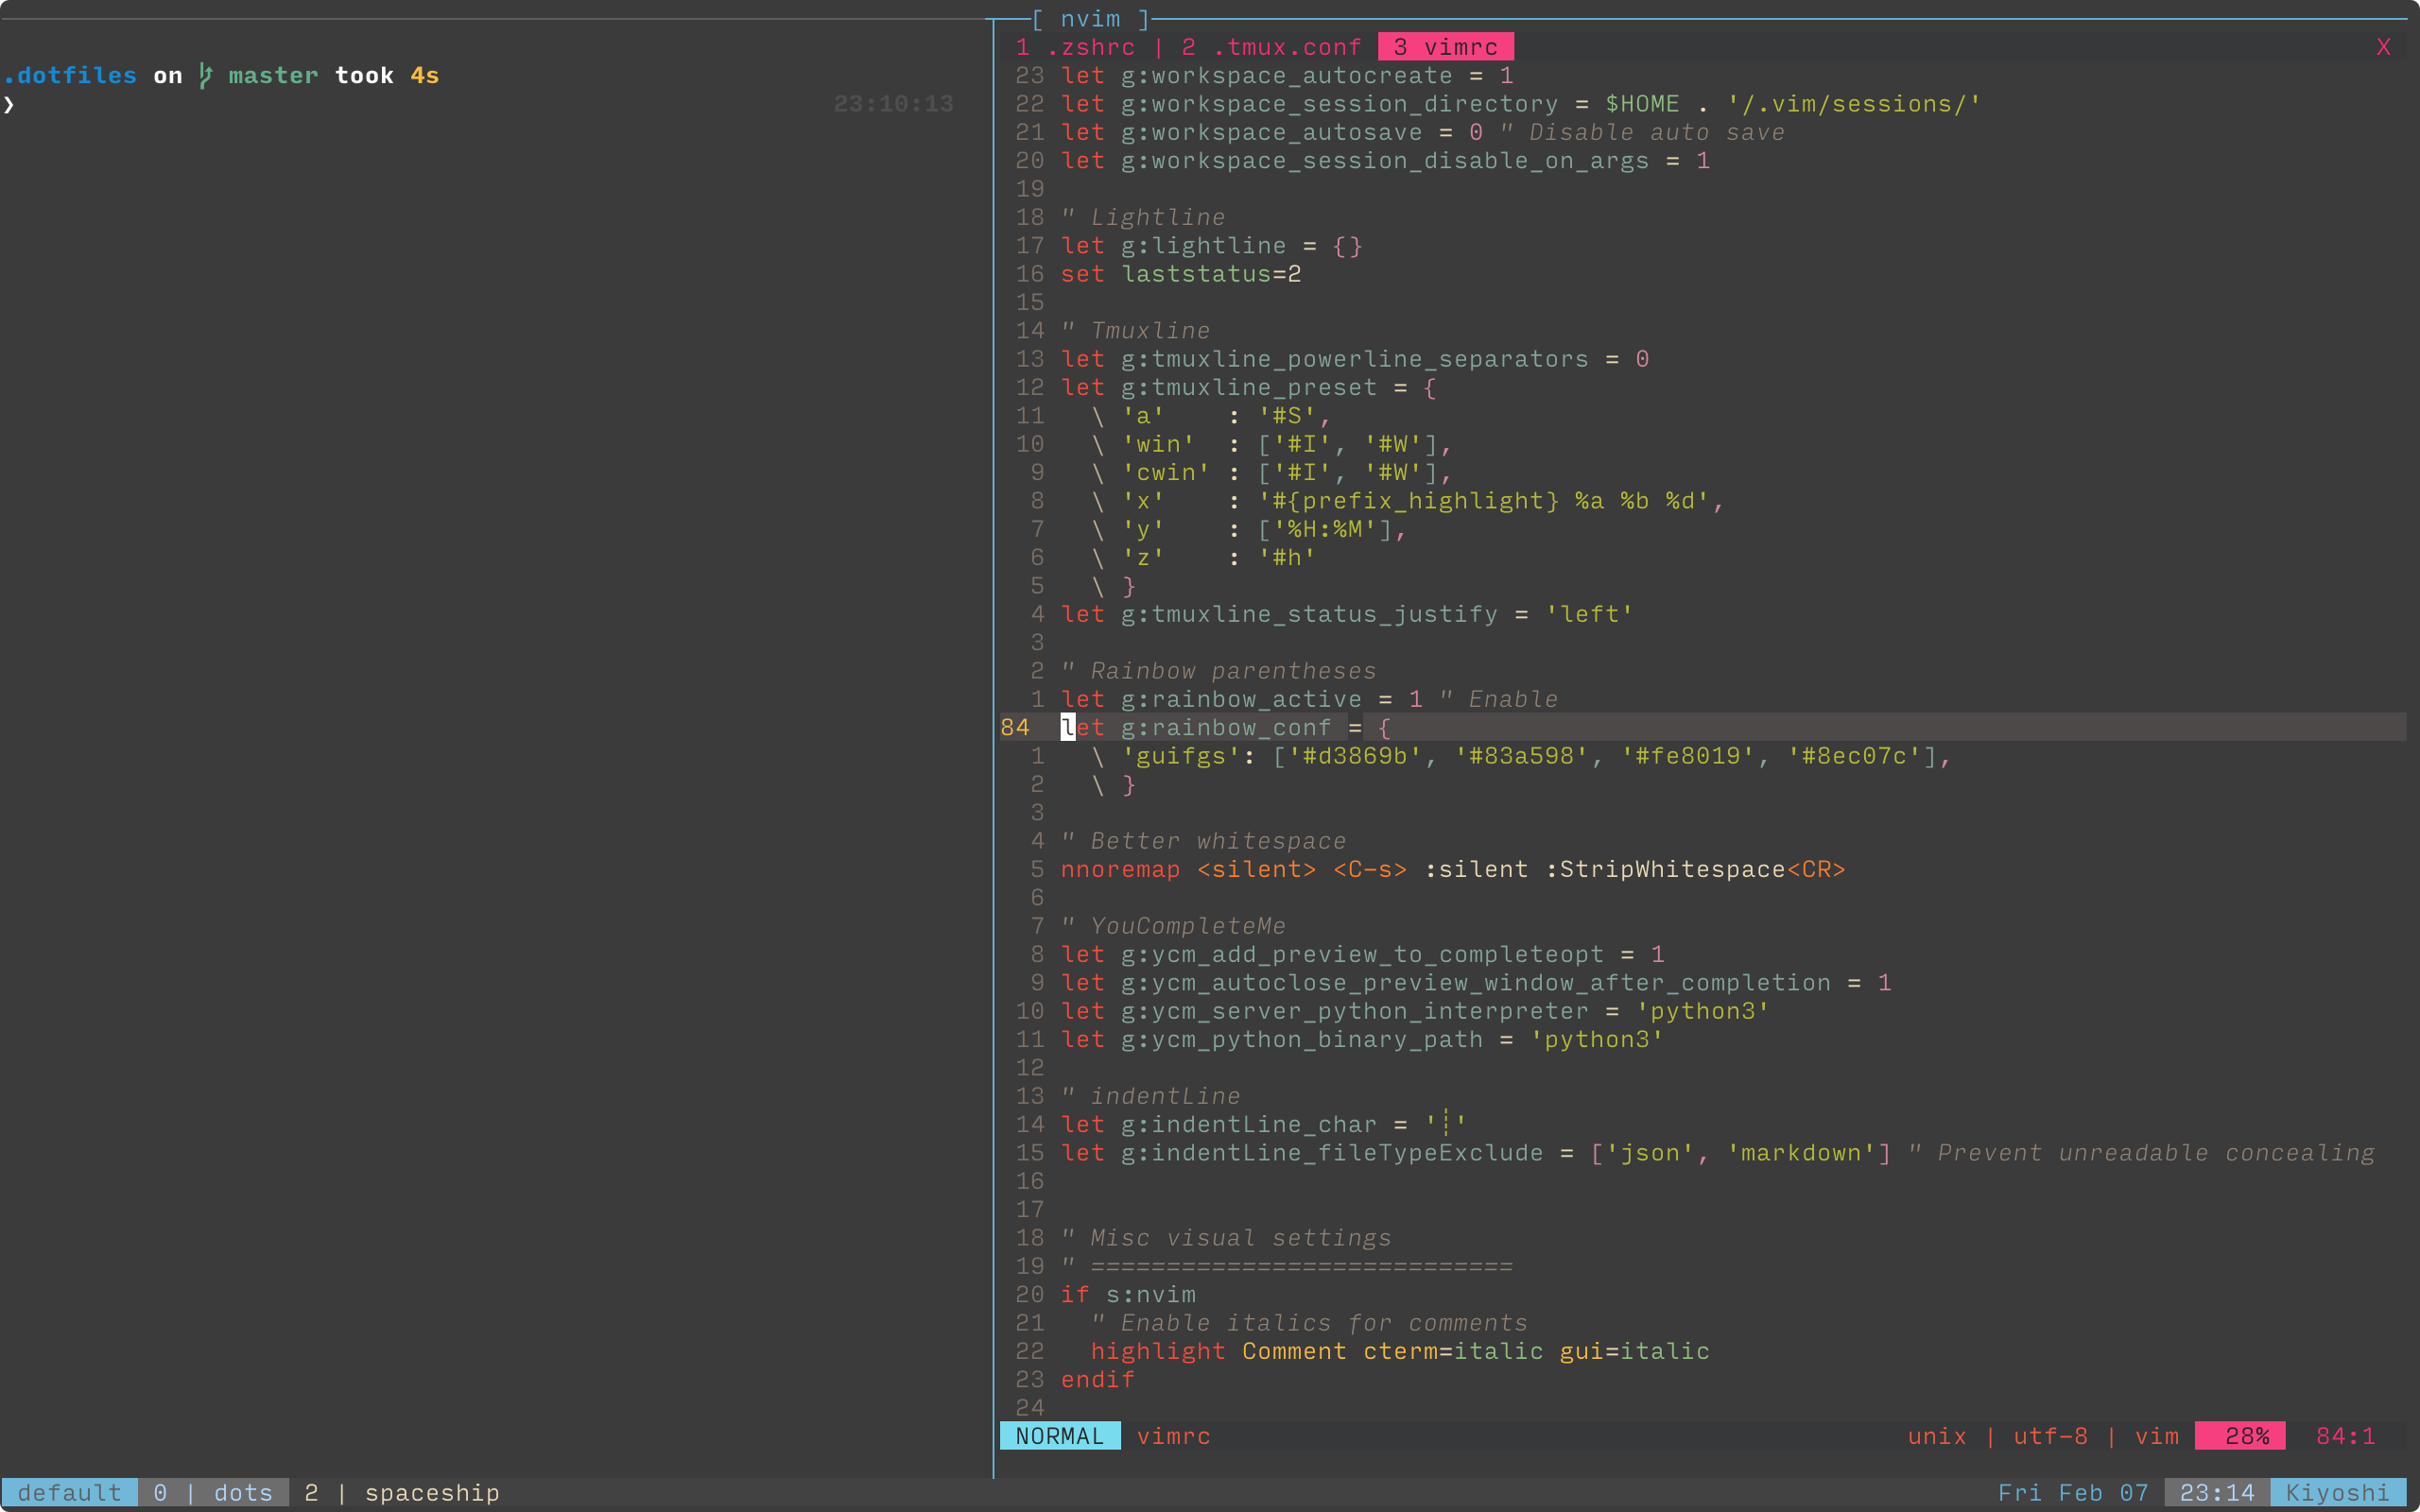 [ nvim ]
.dotfiles on master took 4s
❯ 23:10:13
1 .zshrc | 2 .tmux.conf 3 vimrc X
23 let g:workspace_autocreate = 1
22 let g:workspace_session_directory = $HOME . '/.vim/sessions/'
21 let g:workspace_autosave = 0 " Disable auto save
20 let g:workspace_session_disable_on_args = 1
19
18 " Lightline
17 let g:lightline = {}
16 set laststatus=2
15
14 " Tmuxline
13 let g:tmuxline_powerline_separators = 0
12 let g:tmuxline_preset = {
11 \ 'a' : '#S',
10 \ 'win' : ['#I', '#W'],
9 \ 'cwin' : ['#I', '#W'],
8 \ 'x' : '#{prefix_highlight} %a %b %d',
7 \ 'y' : ['%H:%M'],
6 \ 'z' : '#h'
5 \ }
4 let g:tmuxline_status_justify = 'left'
3
2 " Rainbow parentheses
1 let g:rainbow_active = 1 " Enable
84 let g:rainbow_conf = {
1 \ 'guifgs': ['#d3869b', '#83a598', '#fe8019', '#8ec07c'],
2 \ }
3
4 " Better whitespace
5 nnoremap <silent> <C-s> :silent :StripWhitespace<CR>
6
7 " YouCompleteMe
8 let g:ycm_add_preview_to_completeopt = 1
9 let g:ycm_autoclose_preview_window_after_completion = 1
10 let g:ycm_server_python_interpreter = 'python3'
11 let g:ycm_python_binary_path = 'python3'
12
13 " indentLine
14 let g:indentLine_char = '┊'
15 let g:indentLine_fileTypeExclude = ['json', 'markdown'] " Prevent unreadable concealing
16
17
18 " Misc visual settings
19 " ============================
20 if s:nvim
21 " Enable italics for comments
22 highlight Comment cterm=italic gui=italic
23 endif
24
NORMAL vimrc unix | utf-8 | vim 28% 84:1
default 0 | dots 2 | spaceship Fri Feb 07 23:14 Kiyoshi